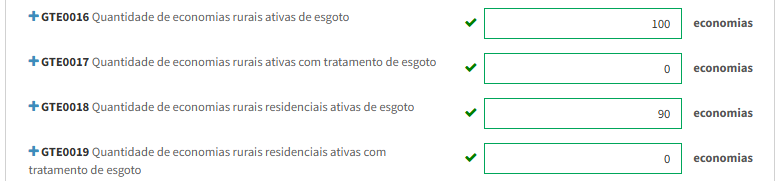 + GTE0016 Quantidade de economias rurais ativas de esgoto 100 economias
+ GTE0017 Quantidade de economias rurais ativas com tratamento de esgoto 0 economias
+ GTE0018 Quantidade de economias rurais residenciais ativas de esgoto 90 economias
+ GTE0019 Quantidade de economias rurais residenciais ativas com 0 economias
tratamento de esgoto